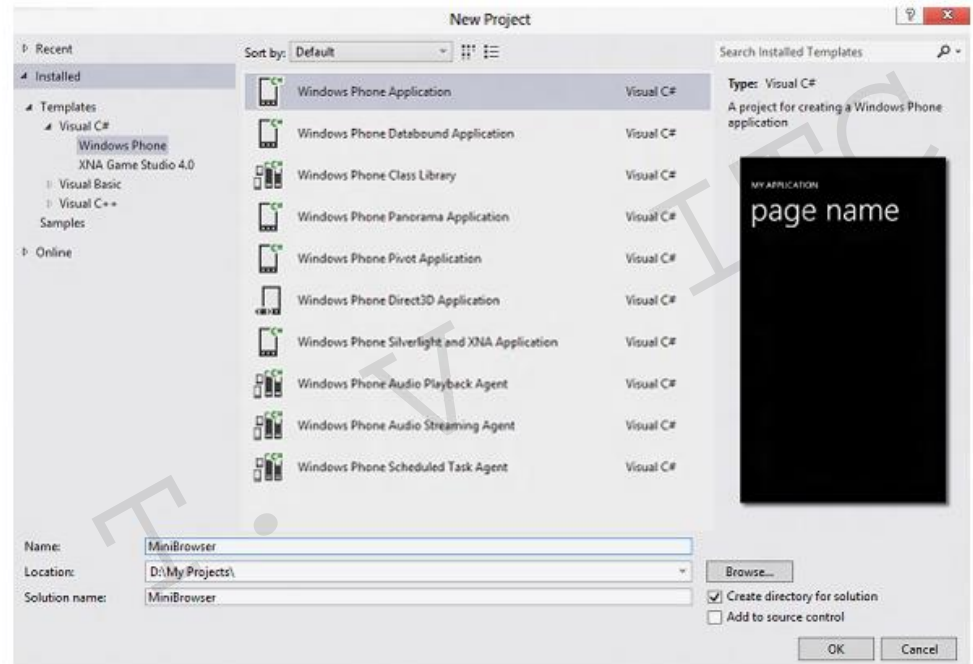 New Project
Recent
Installed
Templates
Visual C#
Windows Phone
XNA Game Studio 4.0
Visual Basic
Visual C++
Samples
Online
Sort by: Default
Windows Phone Application Visual C#
Windows Phone Databound Application Visual C#
Windows Phone Class Library Visual C#
Windows Phone Panorama Application Visual C#
Windows Phone Pivot Application Visual C#
Windows Phone Direct3D Application Visual C#
Windows Phone Silverlight and XNA Application Visual C#
Windows Phone Audio Playback Agent Visual C#
Windows Phone Audio Streaming Agent Visual C#
Windows Phone Scheduled Task Agent Visual C#
Search Installed Templates
Type: Visual C#
A project for creating a Windows Phone
application
MY APPLICATION
page name
Name: MiniBrowser
Location: D:\My Projects\
Browse...
Solution name: MiniBrowser
Create directory for solution
Add to source control
OK Cancel